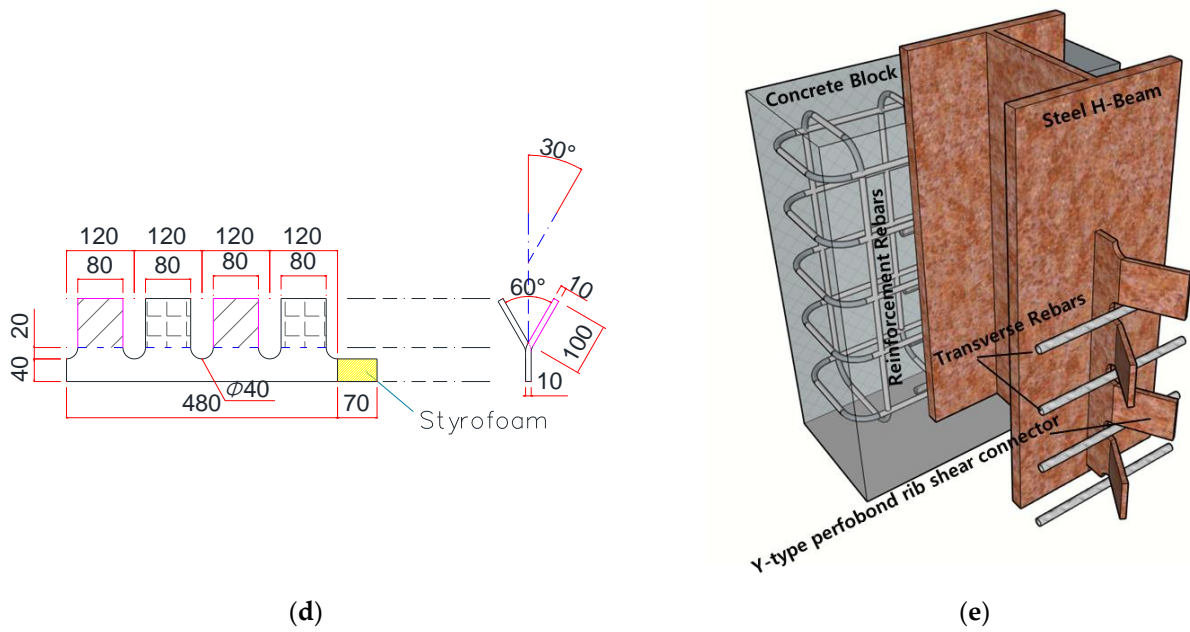 30°
120 120 120 120
80 80 80 80
60°
10
100
20
40
10
Φ40
480 70
Styrofoam
(d)
Concrete Block
Steel H-Beam
Reinforcement Rebars
Transverse Rebars
Y-type perfobond rib shear connector
(e)